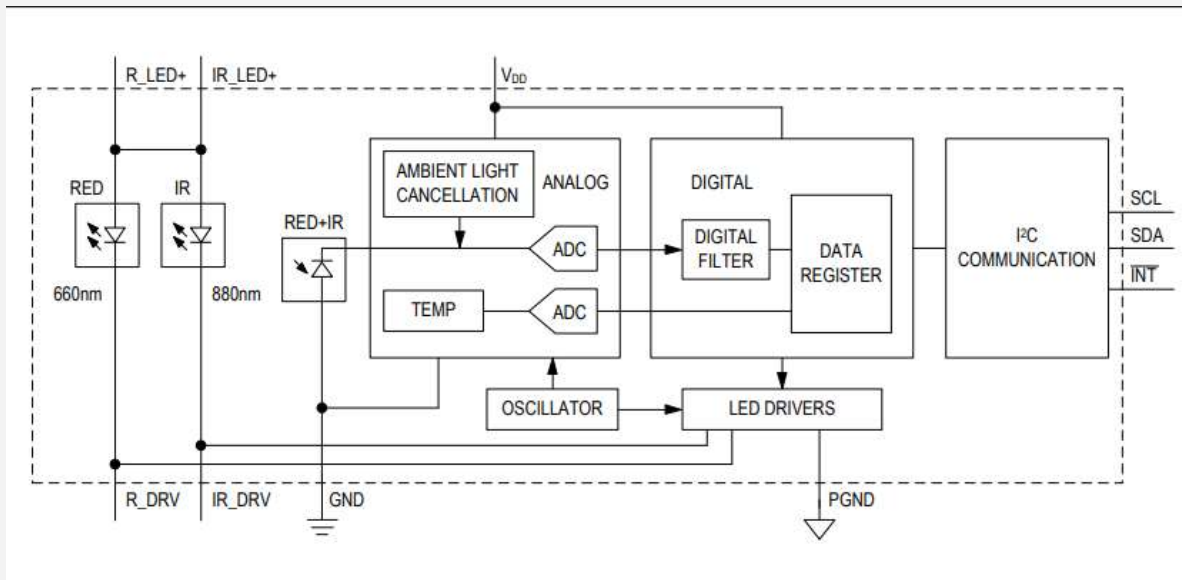 R_LED+
IR_LED+
VDD
AMBIENT LIGHT
CANCELLATION
ANALOG
DIGITAL
RED
IR
RED+IR
SCL
ADC
DIGITAL
FILTER
DATA
REGISTER
I²C
COMMUNICATION
SDA
INT
660nm
880nm
TEMP
ADC
OSCILLATOR
LED DRIVERS
R_DRV
IR_DRV
GND
PGND